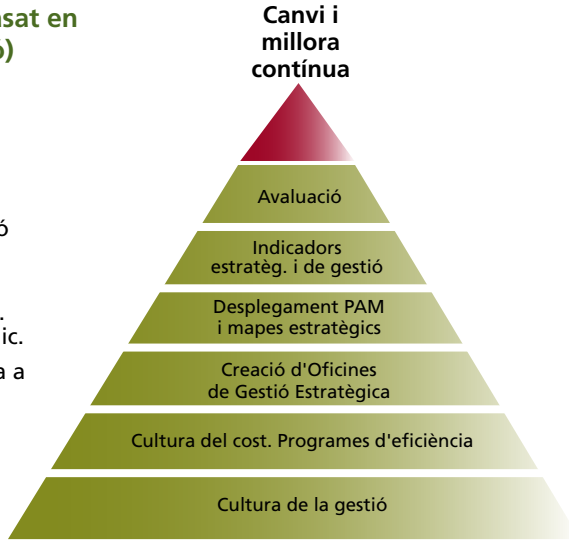 sat en
)
Canvi i
millora
contínua
ó
.
ic.
a a
Avaluació
Indicadors
estratèg. i de gestió
Desplegament PAM
i mapes estratègics
Creació d'Oficines
de Gestió Estratègica
Cultura del cost. Programes d'eficiència
Cultura de la gestió